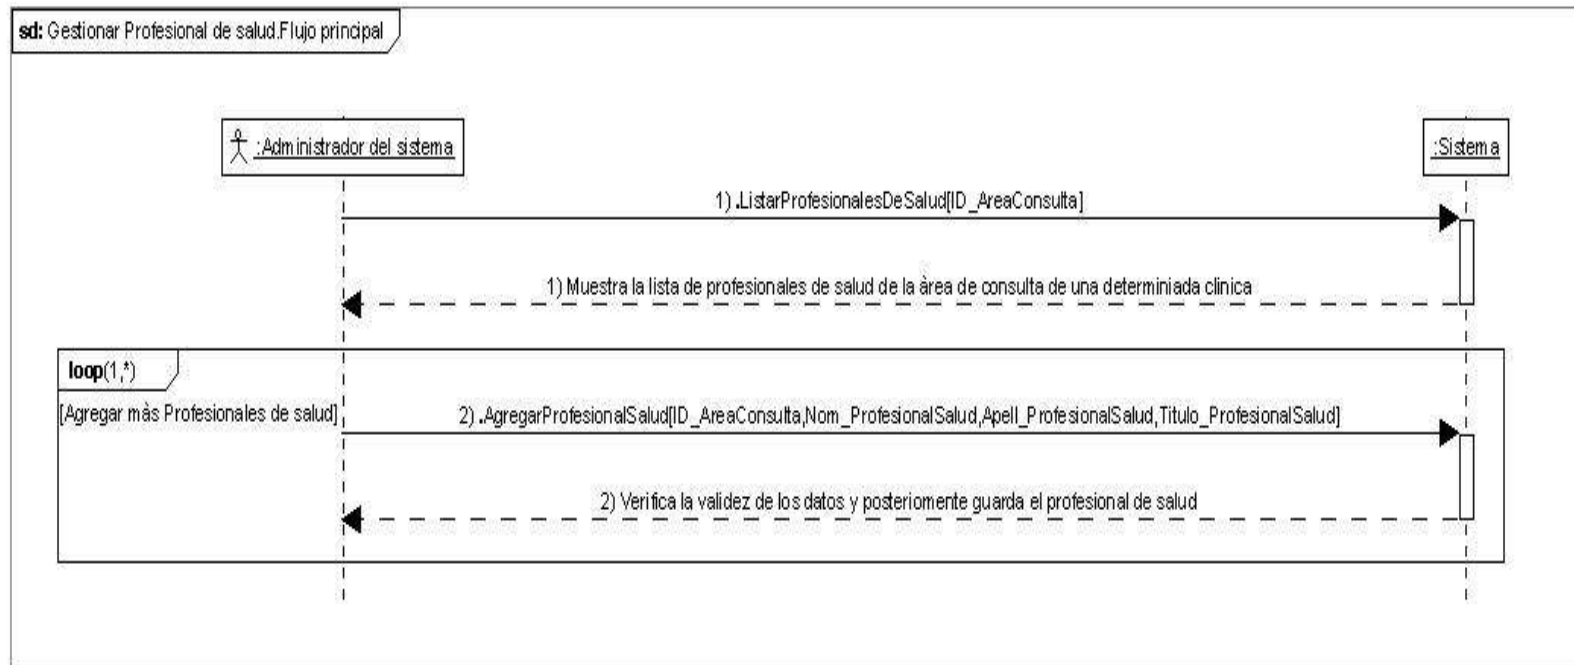 sd: Gestionar Profesional de salud.Flujo principal
:Administrador del sistema
:Sistema
1) .ListarProfesionalesDeSalud[ID_AreaConsulta]
1) Muestra la lista de profesionales de salud de la àrea de consulta de una determiniada clinica
loop(1,*)
[Agregar màs Profesionales de salud]
2) .AgregarProfesionalSalud[ID_AreaConsulta,Nom_ProfesionalSalud,Apell_ProfesionalSalud,Titulo_ProfesionalSalud]
2) Verifica la validez de los datos y posteriomente guarda el profesional de salud